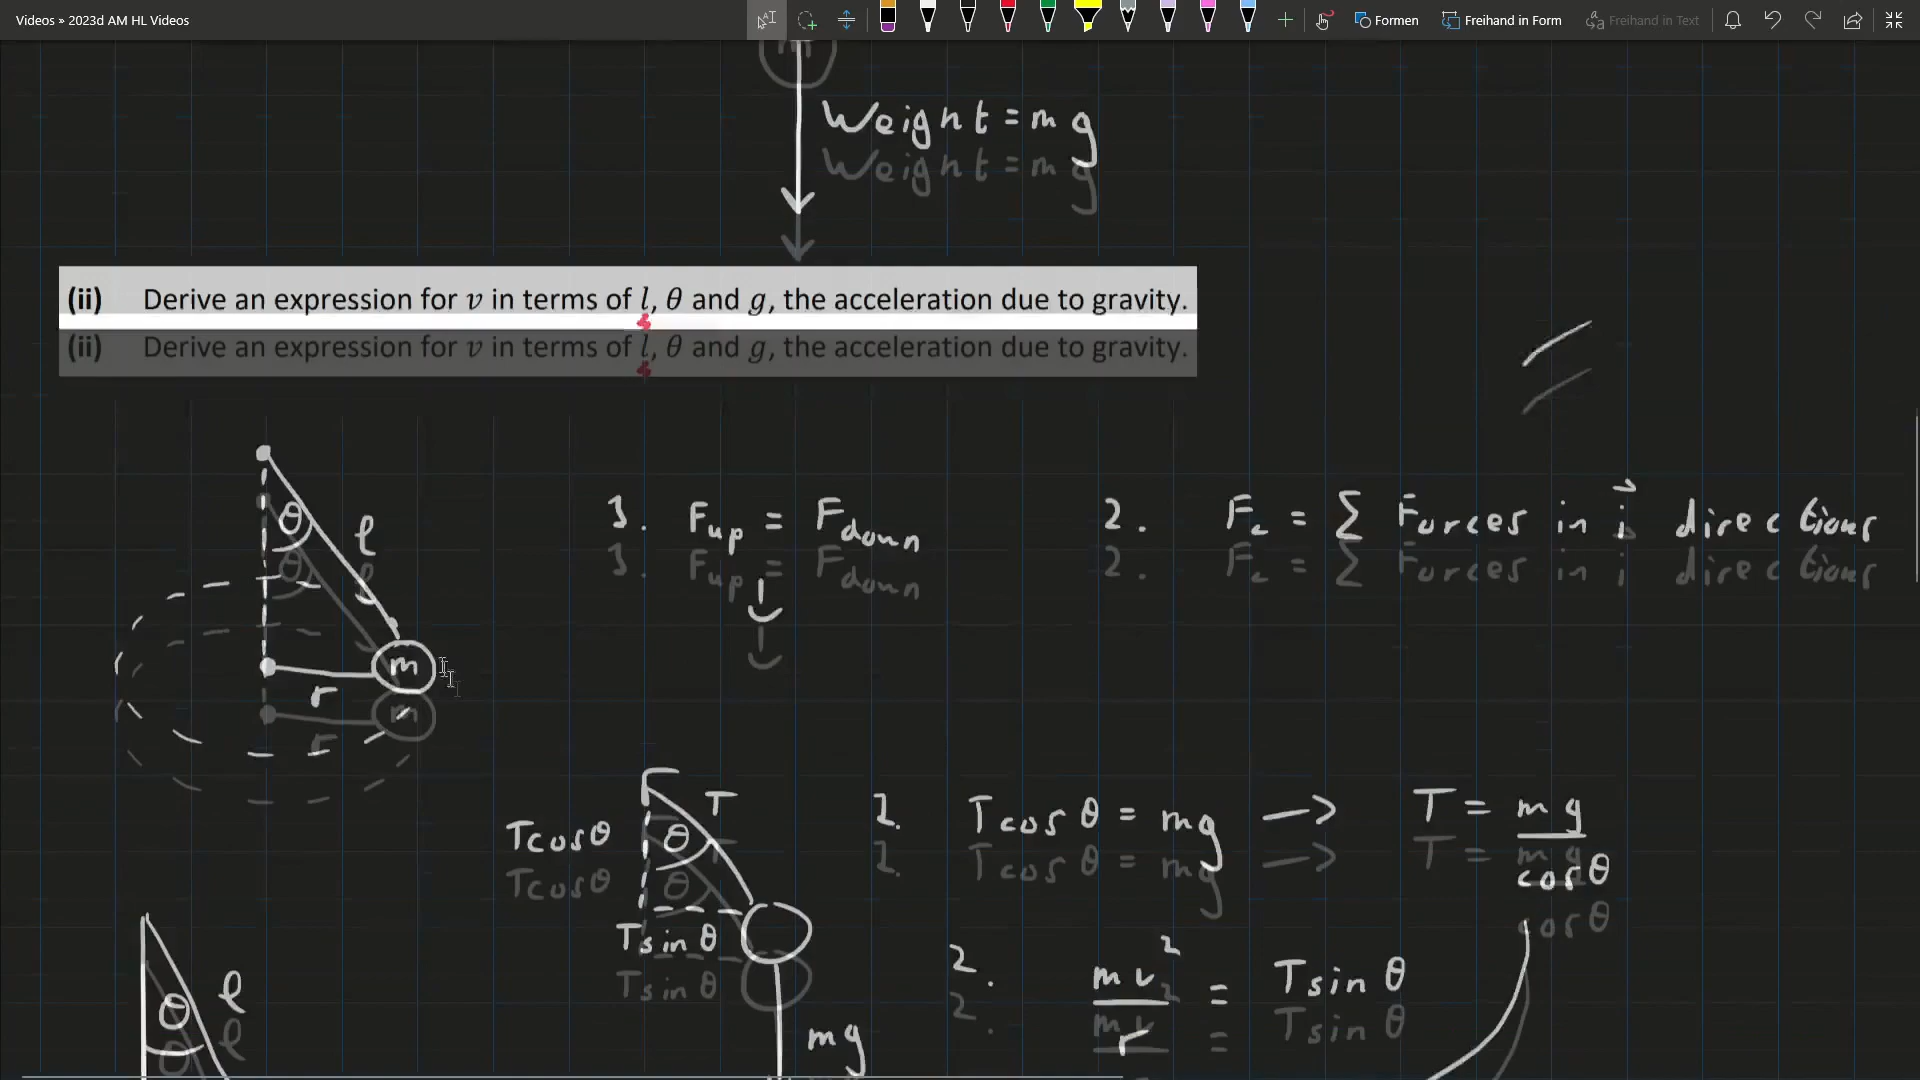 Videos » 2023d AM HL Videos
Formen
Freihand in Form
Freihand in Text
m
Weight = mg
(ii) Derive an expression for v in terms of l, θ and g, the acceleration due to gravity.
θ
l
m
r
1. Fup = Fdown
2. Fc = Σ Forces in i⃗ directions
T
Tcosθ
θ
Tsinθ
mg
1. Tcosθ = mg —> T = mg/cosθ
2. mv²/r = Tsinθ
θ
l